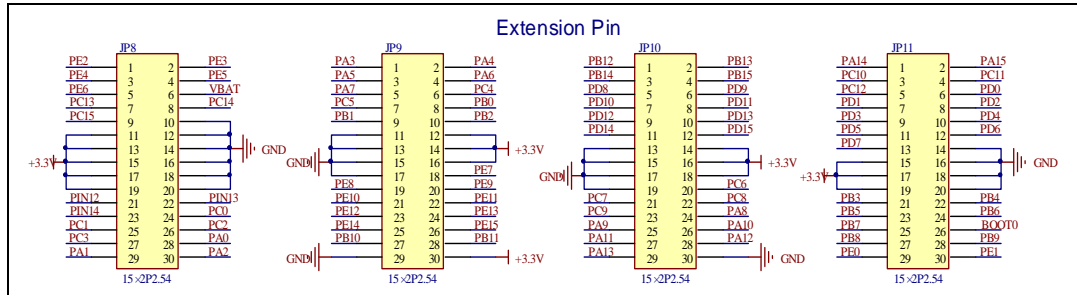 Extension Pin
JP8
PE2 1 2 PE3
PE4 3 4 PE5
PE6 5 6 VBAT
PC13 7 8 PC14
PC15 9 10
11 12
13 14 GND
+3.3V 15 16
17 18
19 20
PIN12 21 22 PIN13
PIN14 23 24 PC0
PC1 25 26 PC2
PC3 27 28 PA0
PA1 29 30 PA2
15×2P2.54
JP9
PA3 1 2 PA4
PA5 3 4 PA6
PA7 5 6 PC4
PC5 7 8 PB0
PB1 9 10 PB2
11 12
13 14 +3.3V
GND 15 16
17 18 PE7
PE8 19 20 PE9
PE10 21 22 PE11
PE12 23 24 PE13
PE14 25 26 PE15
PB10 27 28 PB11
GND 29 30 +3.3V
15×2P2.54
JP10
PB12 1 2 PB13
PB14 3 4 PB15
PD8 5 6 PD9
PD10 7 8 PD11
PD12 9 10 PD13
PD14 11 12 PD15
13 14
15 16 +3.3V
GND 17 18
19 20 PC6
PC7 21 22 PC8
PC9 23 24 PA8
PA9 25 26 PA10
PA11 27 28 PA12
PA13 29 30 GND
15×2P2.54
JP11
PA14 1 2 PA15
PC10 3 4 PC11
PC12 5 6 PD0
PD1 7 8 PD2
PD3 9 10 PD4
PD5 11 12 PD6
PD7 13 14
15 16 GND
+3.3V 17 18
19 20
PB3 21 22 PB4
PB5 23 24 PB6
PB7 25 26 BOOT0
PB8 27 28 PB9
PE0 29 30 PE1
15×2P2.54